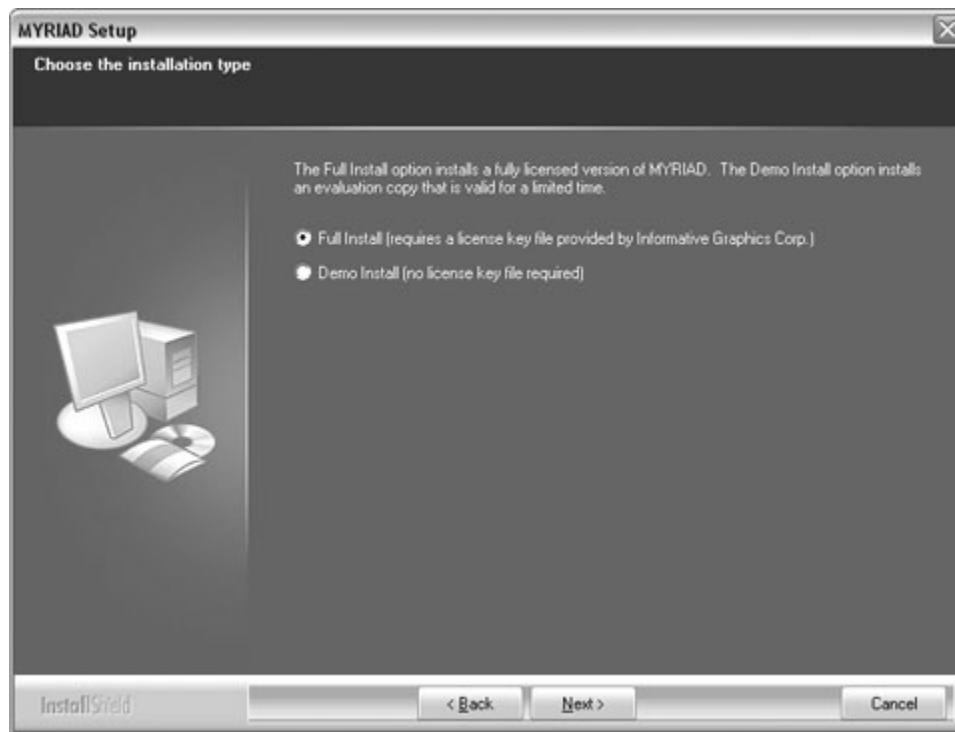 MYRIAD Setup
Choose the installation type
The Full Install option installs a fully licensed version of MYRIAD. The Demo Install option installs
an evaluation copy that is valid for a limited time.
Full Install (requires a license key file provided by Informative Graphics Corp.)
Demo Install (no license key file required)
InstallShield
< Back
Next >
Cancel